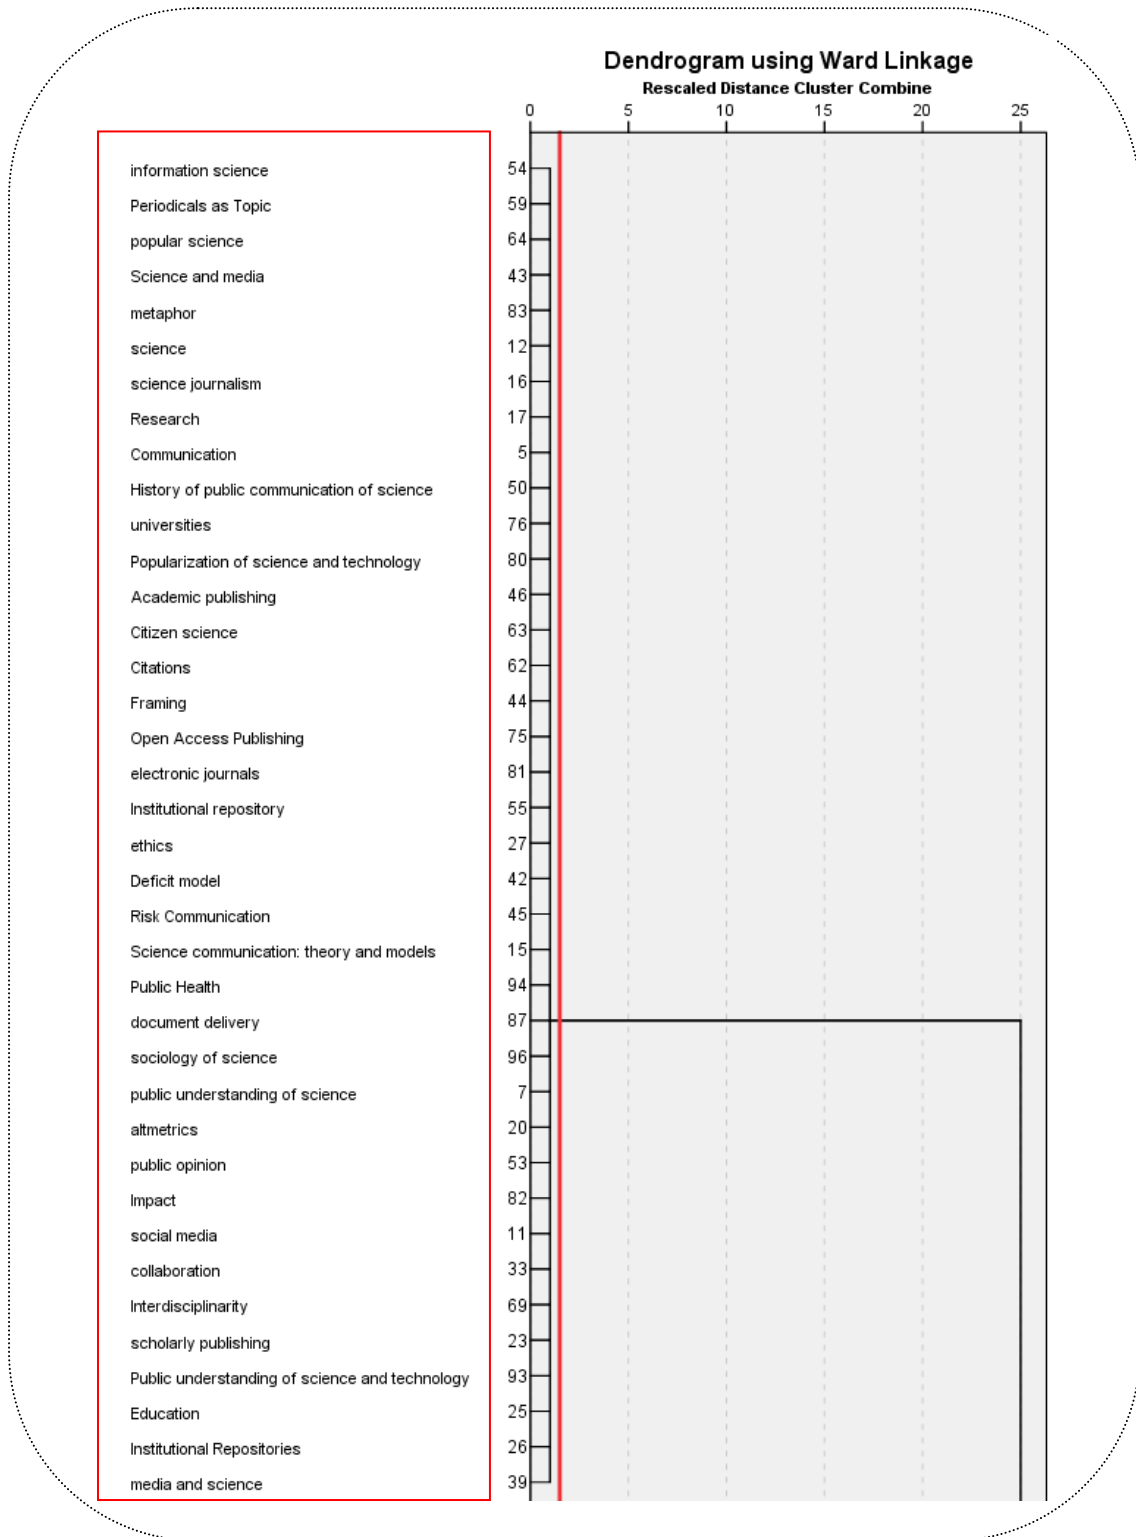 Dendrogram using Ward Linkage
Rescaled Distance Cluster Combine
0 5 10 15 20 25
information science 54
Periodicals as Topic 59
popular science 64
Science and media 43
metaphor 83
science 12
science journalism 16
Research 17
Communication 5
History of public communication of science 50
universities 76
Popularization of science and technology 80
Academic publishing 46
Citizen science 63
Citations 62
Framing 44
Open Access Publishing 75
electronic journals 81
Institutional repository 55
ethics 27
Deficit model 42
Risk Communication 45
Science communication: theory and models 15
Public Health 94
document delivery 87
sociology of science 96
public understanding of science 7
altmetrics 20
public opinion 53
Impact 82
social media 11
collaboration 33
Interdisciplinarity 69
scholarly publishing 23
Public understanding of science and technology 93
Education 25
Institutional Repositories 26
media and science 39